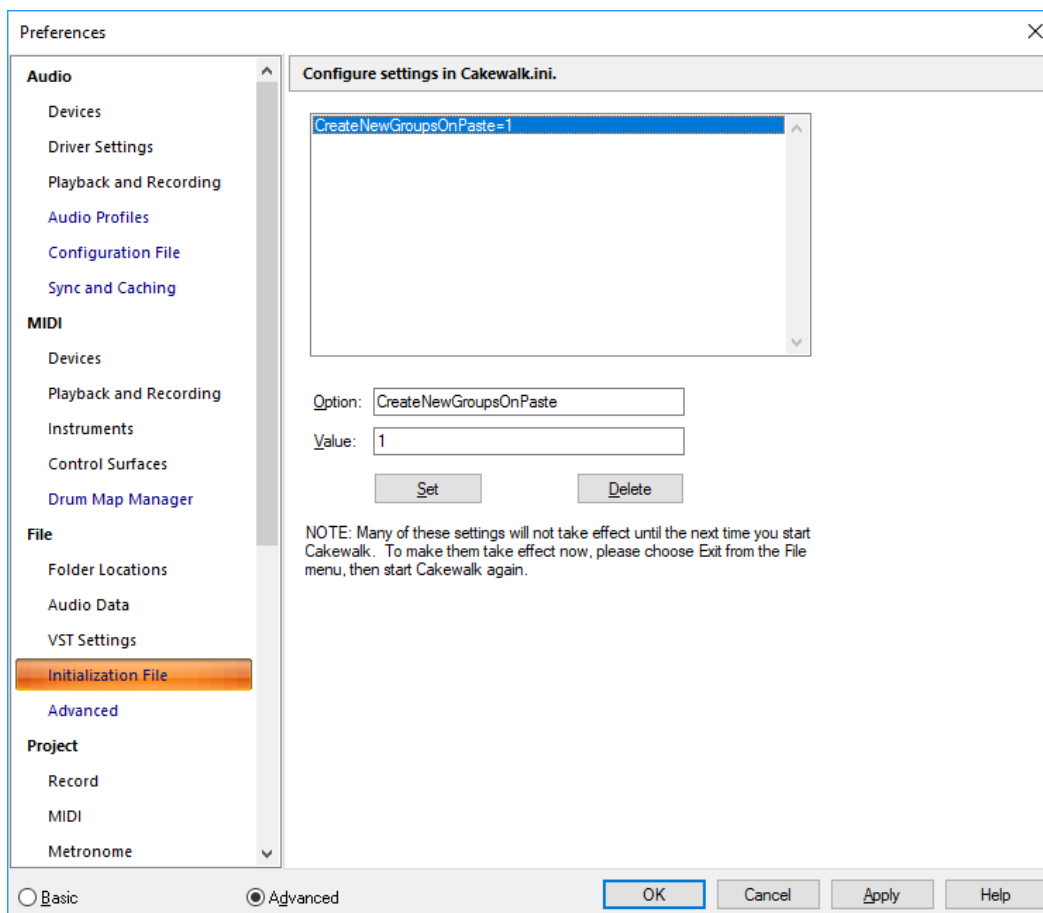 Preferences
Audio
Devices
Driver Settings
Playback and Recording
Audio Profiles
Configuration File
Sync and Caching
MIDI
Devices
Playback and Recording
Instruments
Control Surfaces
Drum Map Manager
File
Folder Locations
Audio Data
VST Settings
Initialization File
Advanced
Project
Record
MIDI
Metronome
Configure settings in Cakewalk.ini.
CreateNewGroupsOnPaste=1
Option: CreateNewGroupsOnPaste
Value: 1
Set Delete
NOTE: Many of these settings will not take effect until the next time you start
Cakewalk. To make them take effect now, please choose Exit from the File
menu, then start Cakewalk again.
Basic Advanced OK Cancel Apply Help